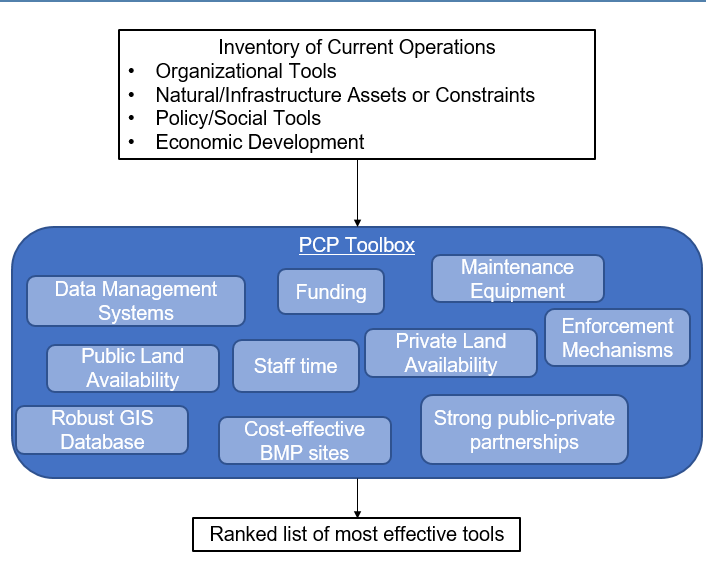 Inventory of Current Operations
• Organizational Tools
• Natural/Infrastructure Assets or Constraints
• Policy/Social Tools
• Economic Development
PCP Toolbox
Data Management
Systems
Funding
Maintenance
Equipment
Public Land
Availability
Staff time
Private Land
Availability
Enforcement
Mechanisms
Robust GIS
Database
Cost-effective
BMP sites
Strong public-private
partnerships
Ranked list of most effective tools